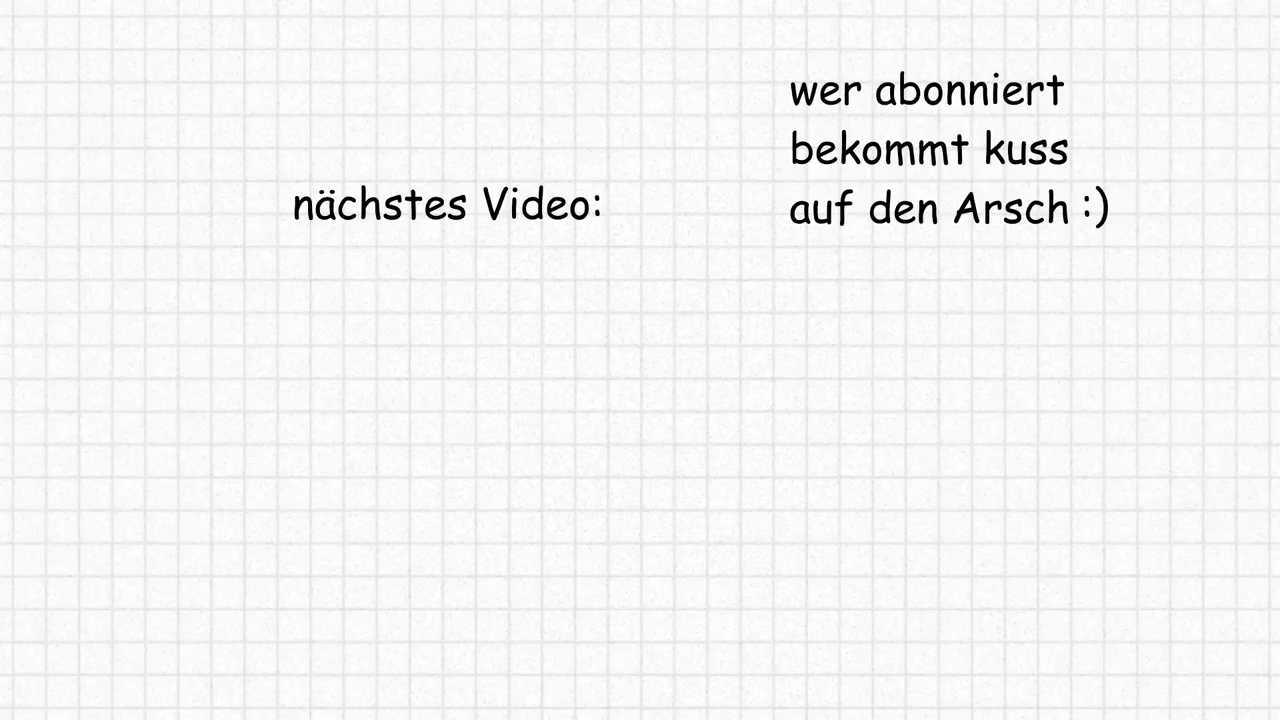 nächstes Video:
wer abonniert
bekommt kuss
auf den Arsch :)